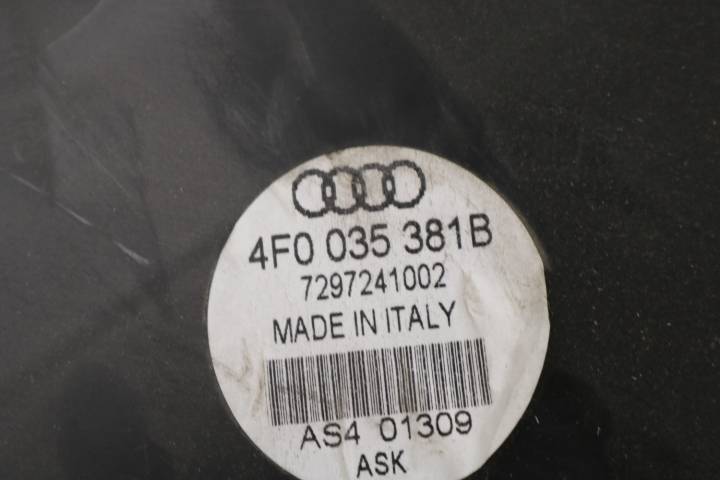 4F0 035 381B
7297241002
MADE IN ITALY
AS4 01309
ASK